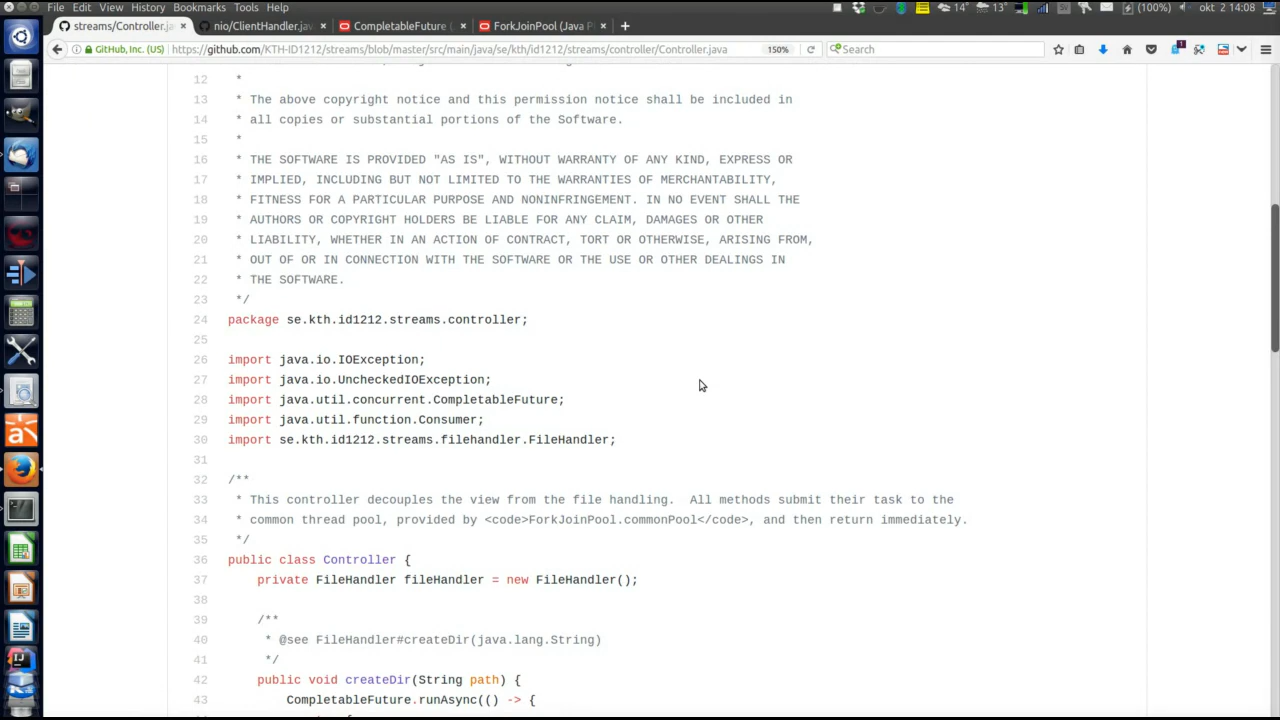 File Edit View History Bookmarks Tools Help
14° 13° (100%) okt. 2. 14:08
streams/Controller.ja × nio/ClientHandler.jav × CompletableFuture ( × ForkJoinPool (Java P × +
GitHub, Inc. (US) https://github.com/KTH-ID1212/streams/blob/master/src/main/java/se/kth/id1212/streams/controller/Controller.java 150% Search 1
12 *
13 * The above copyright notice and this permission notice shall be included in
14 * all copies or substantial portions of the Software.
15 *
16 * THE SOFTWARE IS PROVIDED "AS IS", WITHOUT WARRANTY OF ANY KIND, EXPRESS OR
17 * IMPLIED, INCLUDING BUT NOT LIMITED TO THE WARRANTIES OF MERCHANTABILITY,
18 * FITNESS FOR A PARTICULAR PURPOSE AND NONINFRINGEMENT. IN NO EVENT SHALL THE
19 * AUTHORS OR COPYRIGHT HOLDERS BE LIABLE FOR ANY CLAIM, DAMAGES OR OTHER
20 * LIABILITY, WHETHER IN AN ACTION OF CONTRACT, TORT OR OTHERWISE, ARISING FROM,
21 * OUT OF OR IN CONNECTION WITH THE SOFTWARE OR THE USE OR OTHER DEALINGS IN
22 * THE SOFTWARE.
23 */
24 package se.kth.id1212.streams.controller;
25
26 import java.io.IOException;
27 import java.io.UncheckedIOException;
28 import java.util.concurrent.CompletableFuture;
29 import java.util.function.Consumer;
30 import se.kth.id1212.streams.filehandler.FileHandler;
31
32 /**
33 * This controller decouples the view from the file handling.  All methods submit their task to the
34 * common thread pool, provided by <code>ForkJoinPool.commonPool</code>, and then return immediately.
35 */
36 public class Controller {
37 private FileHandler fileHandler = new FileHandler();
38
39 /**
40 * @see FileHandler#createDir(java.lang.String)
41 */
42 public void createDir(String path) {
43 CompletableFuture.runAsync(() -> {